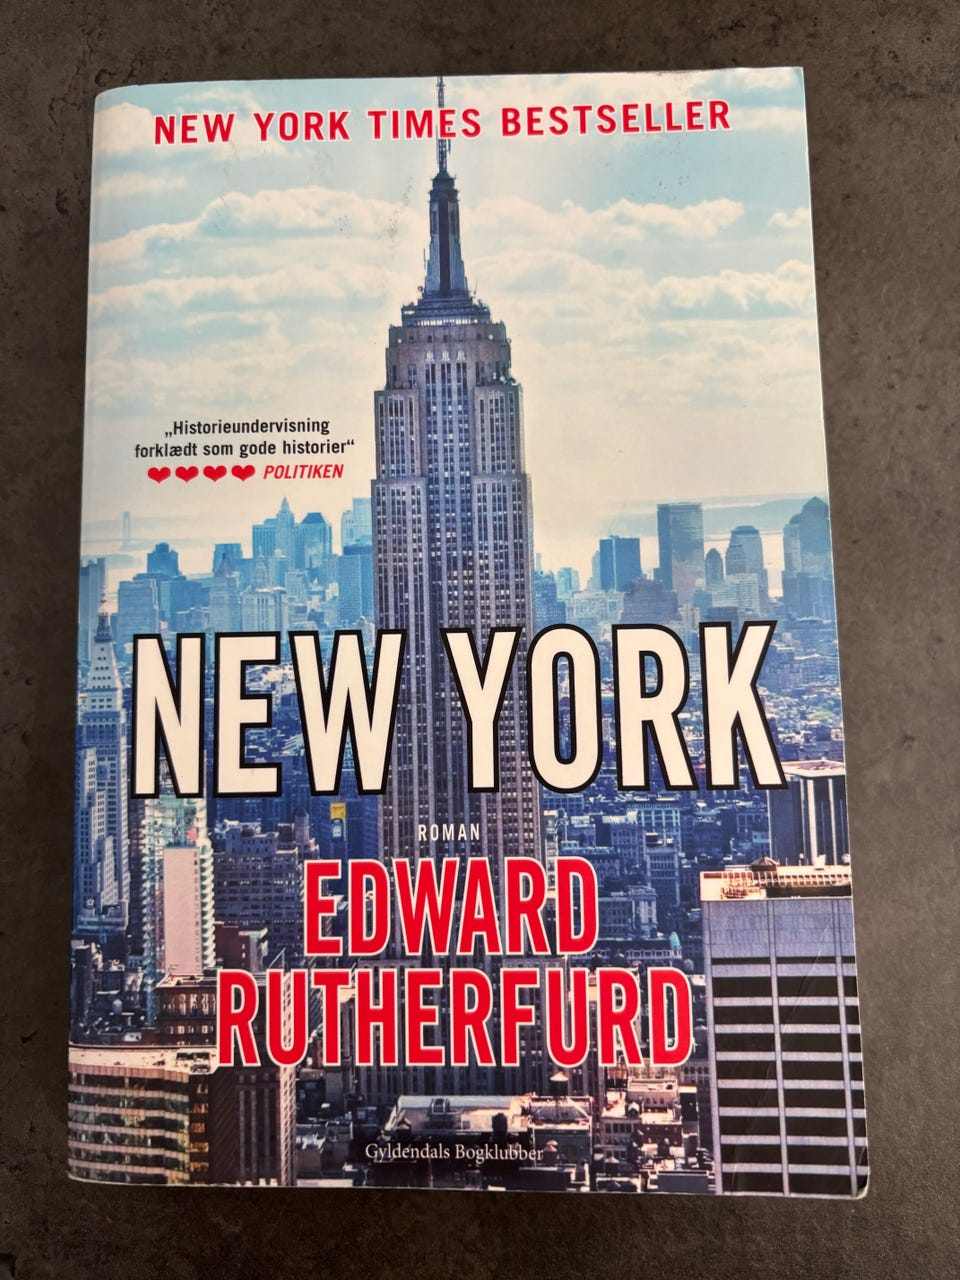 NEW YORK TIMES BESTSELLER
„Historieundervisning
forklædt som gode historier“
❤❤❤❤ POLITIKEN
NEW YORK
ROMAN
EDWARD
RUTHERFURD
Gyldendals Bogklubber